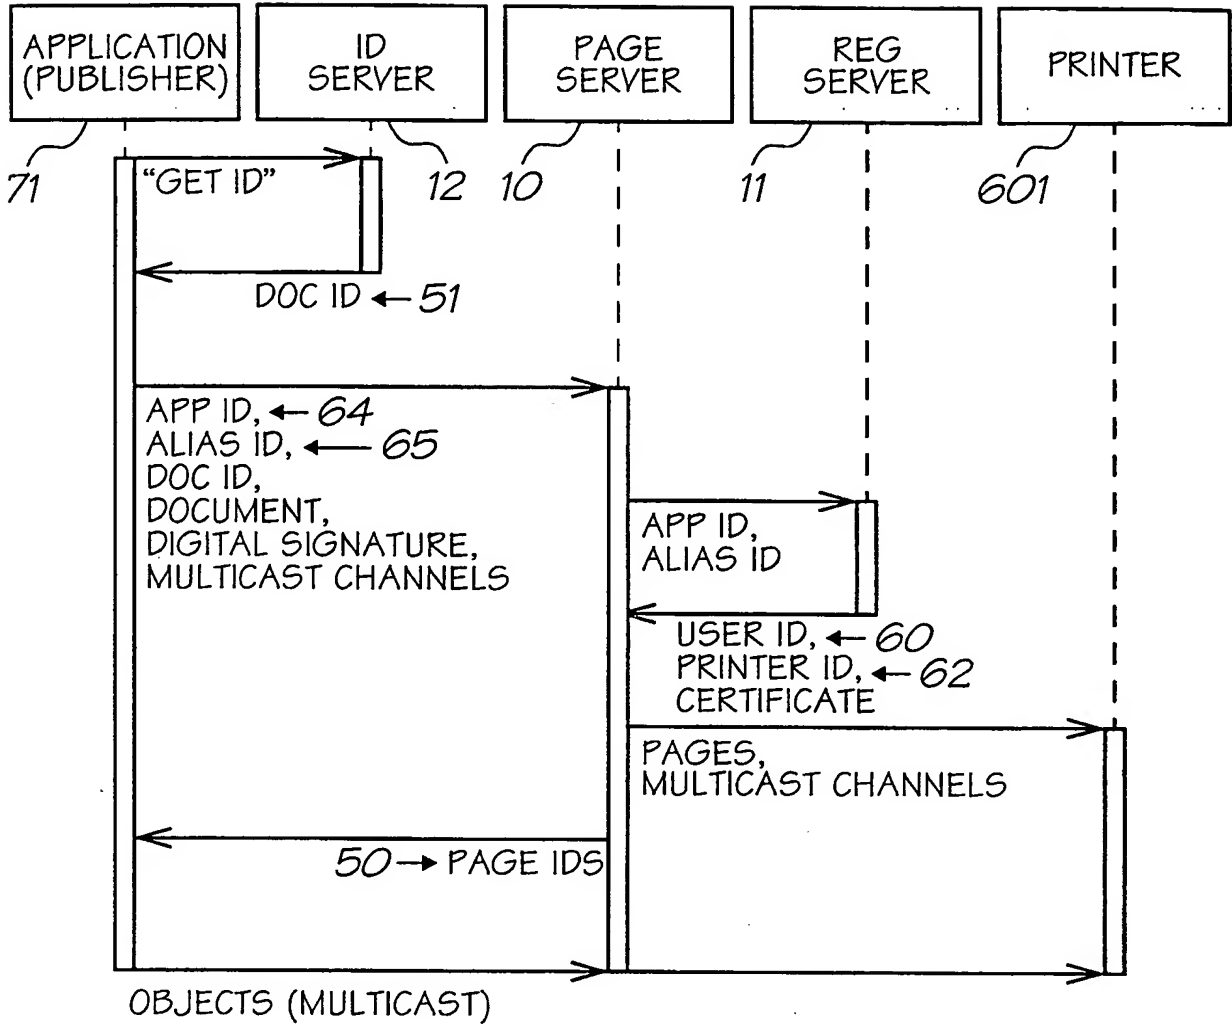 APPLICATION
(PUBLISHER)
ID
SERVER
PAGE
SERVER
REG
SERVER
PRINTER
71
12
10
11
601
"GET ID"
DOC ID 51
APP ID, 64
ALIAS ID, 65
DOC ID,
DOCUMENT,
DIGITAL SIGNATURE,
MULTICAST CHANNELS
APP ID,
ALIAS ID
USER ID, 60
PRINTER ID, 62
CERTIFICATE
PAGES,
MULTICAST CHANNELS
50 PAGE IDS
OBJECTS (MULTICAST)